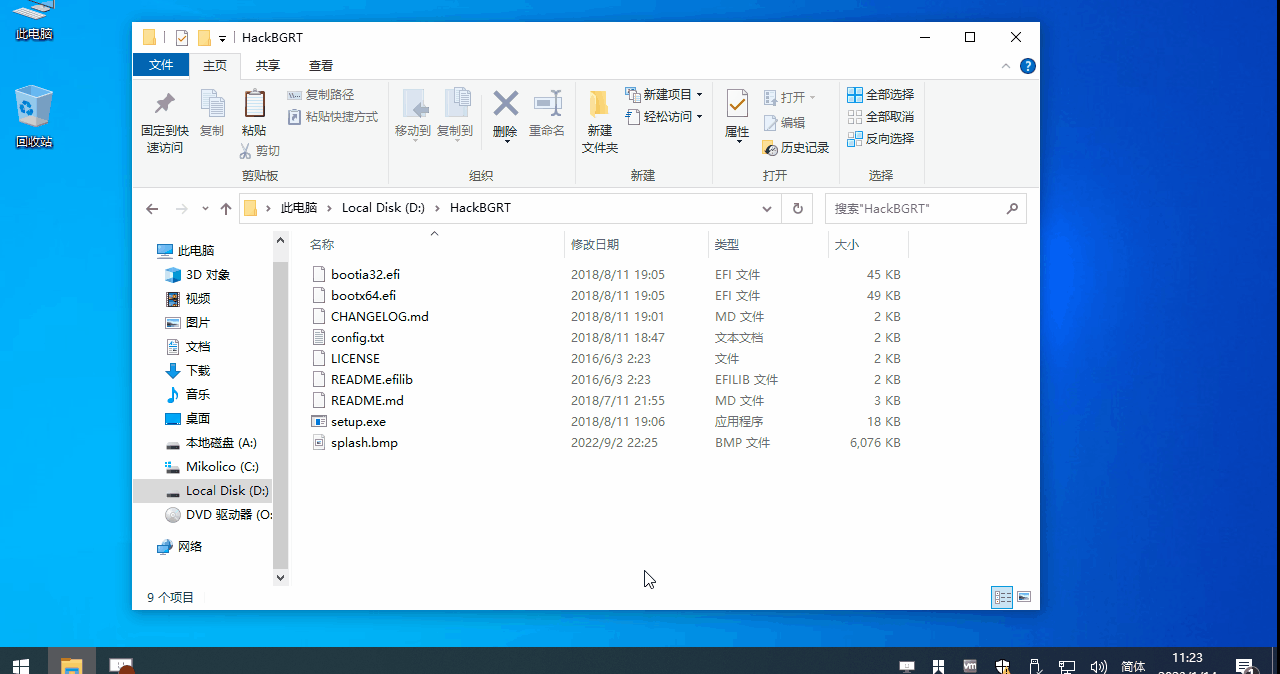 此电脑
回收站
HackBGRT
文件 主页 共享 查看
固定到快速访问
复制
粘贴
复制路径
粘贴快捷方式
剪切
剪贴板
移动到 复制到 删除 重命名
组织
新建文件夹
新建项目
轻松访问
新建
属性
打开
编辑
历史记录
打开
全部选择
全部取消
反向选择
选择
此电脑 › Local Disk (D:) › HackBGRT
搜索"HackBGRT"
此电脑
3D 对象
视频
图片
文档
下载
音乐
桌面
本地磁盘 (A:)
Mikolico (C:)
Local Disk (D:)
DVD 驱动器 (O:
网络
名称 修改日期 类型 大小
bootia32.efi 2018/8/11 19:05 EFI 文件 45 KB
bootx64.efi 2018/8/11 19:05 EFI 文件 49 KB
CHANGELOG.md 2018/8/11 19:01 MD 文件 2 KB
config.txt 2018/8/11 18:47 文本文档 2 KB
LICENSE 2016/6/3 2:23 文件 2 KB
README.efilib 2016/6/3 2:23 EFILIB 文件 2 KB
README.md 2018/7/11 21:55 MD 文件 3 KB
setup.exe 2018/8/11 19:06 应用程序 18 KB
splash.bmp 2022/9/2 22:25 BMP 文件 6,076 KB
9 个项目
vm
简体
11:23